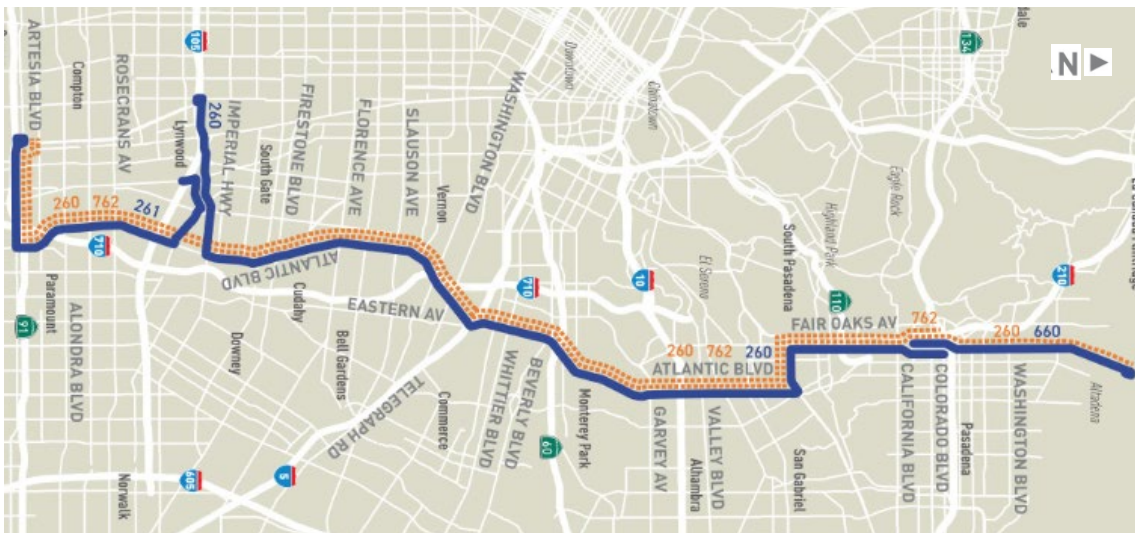 ARTESIA BLVD
Compton
ROSECRANS AV
105
Lynwood
260
IMPERIAL HWY
South Gate
FIRESTONE BLVD
FLORENCE AVE
SLAUSON AVE
Vernon
WASHINGTON BLVD
Downtown
Chinatown
134
N
260 762 261
710
ATLANTIC BLVD
Cudahy
EASTERN AV
710
10
El Sereno
South Pasadena
Highland Park
Eagle Rock
110
FAIR OAKS AV
762
210
260 660
Altadena
Paramount
91
ALONDRA BLVD
Downey
Bell Gardens
TELEGRAPH RD
Commerce
WHITTIER BLVD
BEVERLY BLVD
60
Monterey Park
260 762 260
ATLANTIC BLVD
GARVEY AV
VALLEY BLVD
Alhambra
San Gabriel
CALIFORNIA BLVD
COLORADO BLVD
Pasadena
WASHINGTON BLVD
Norwalk
605
5